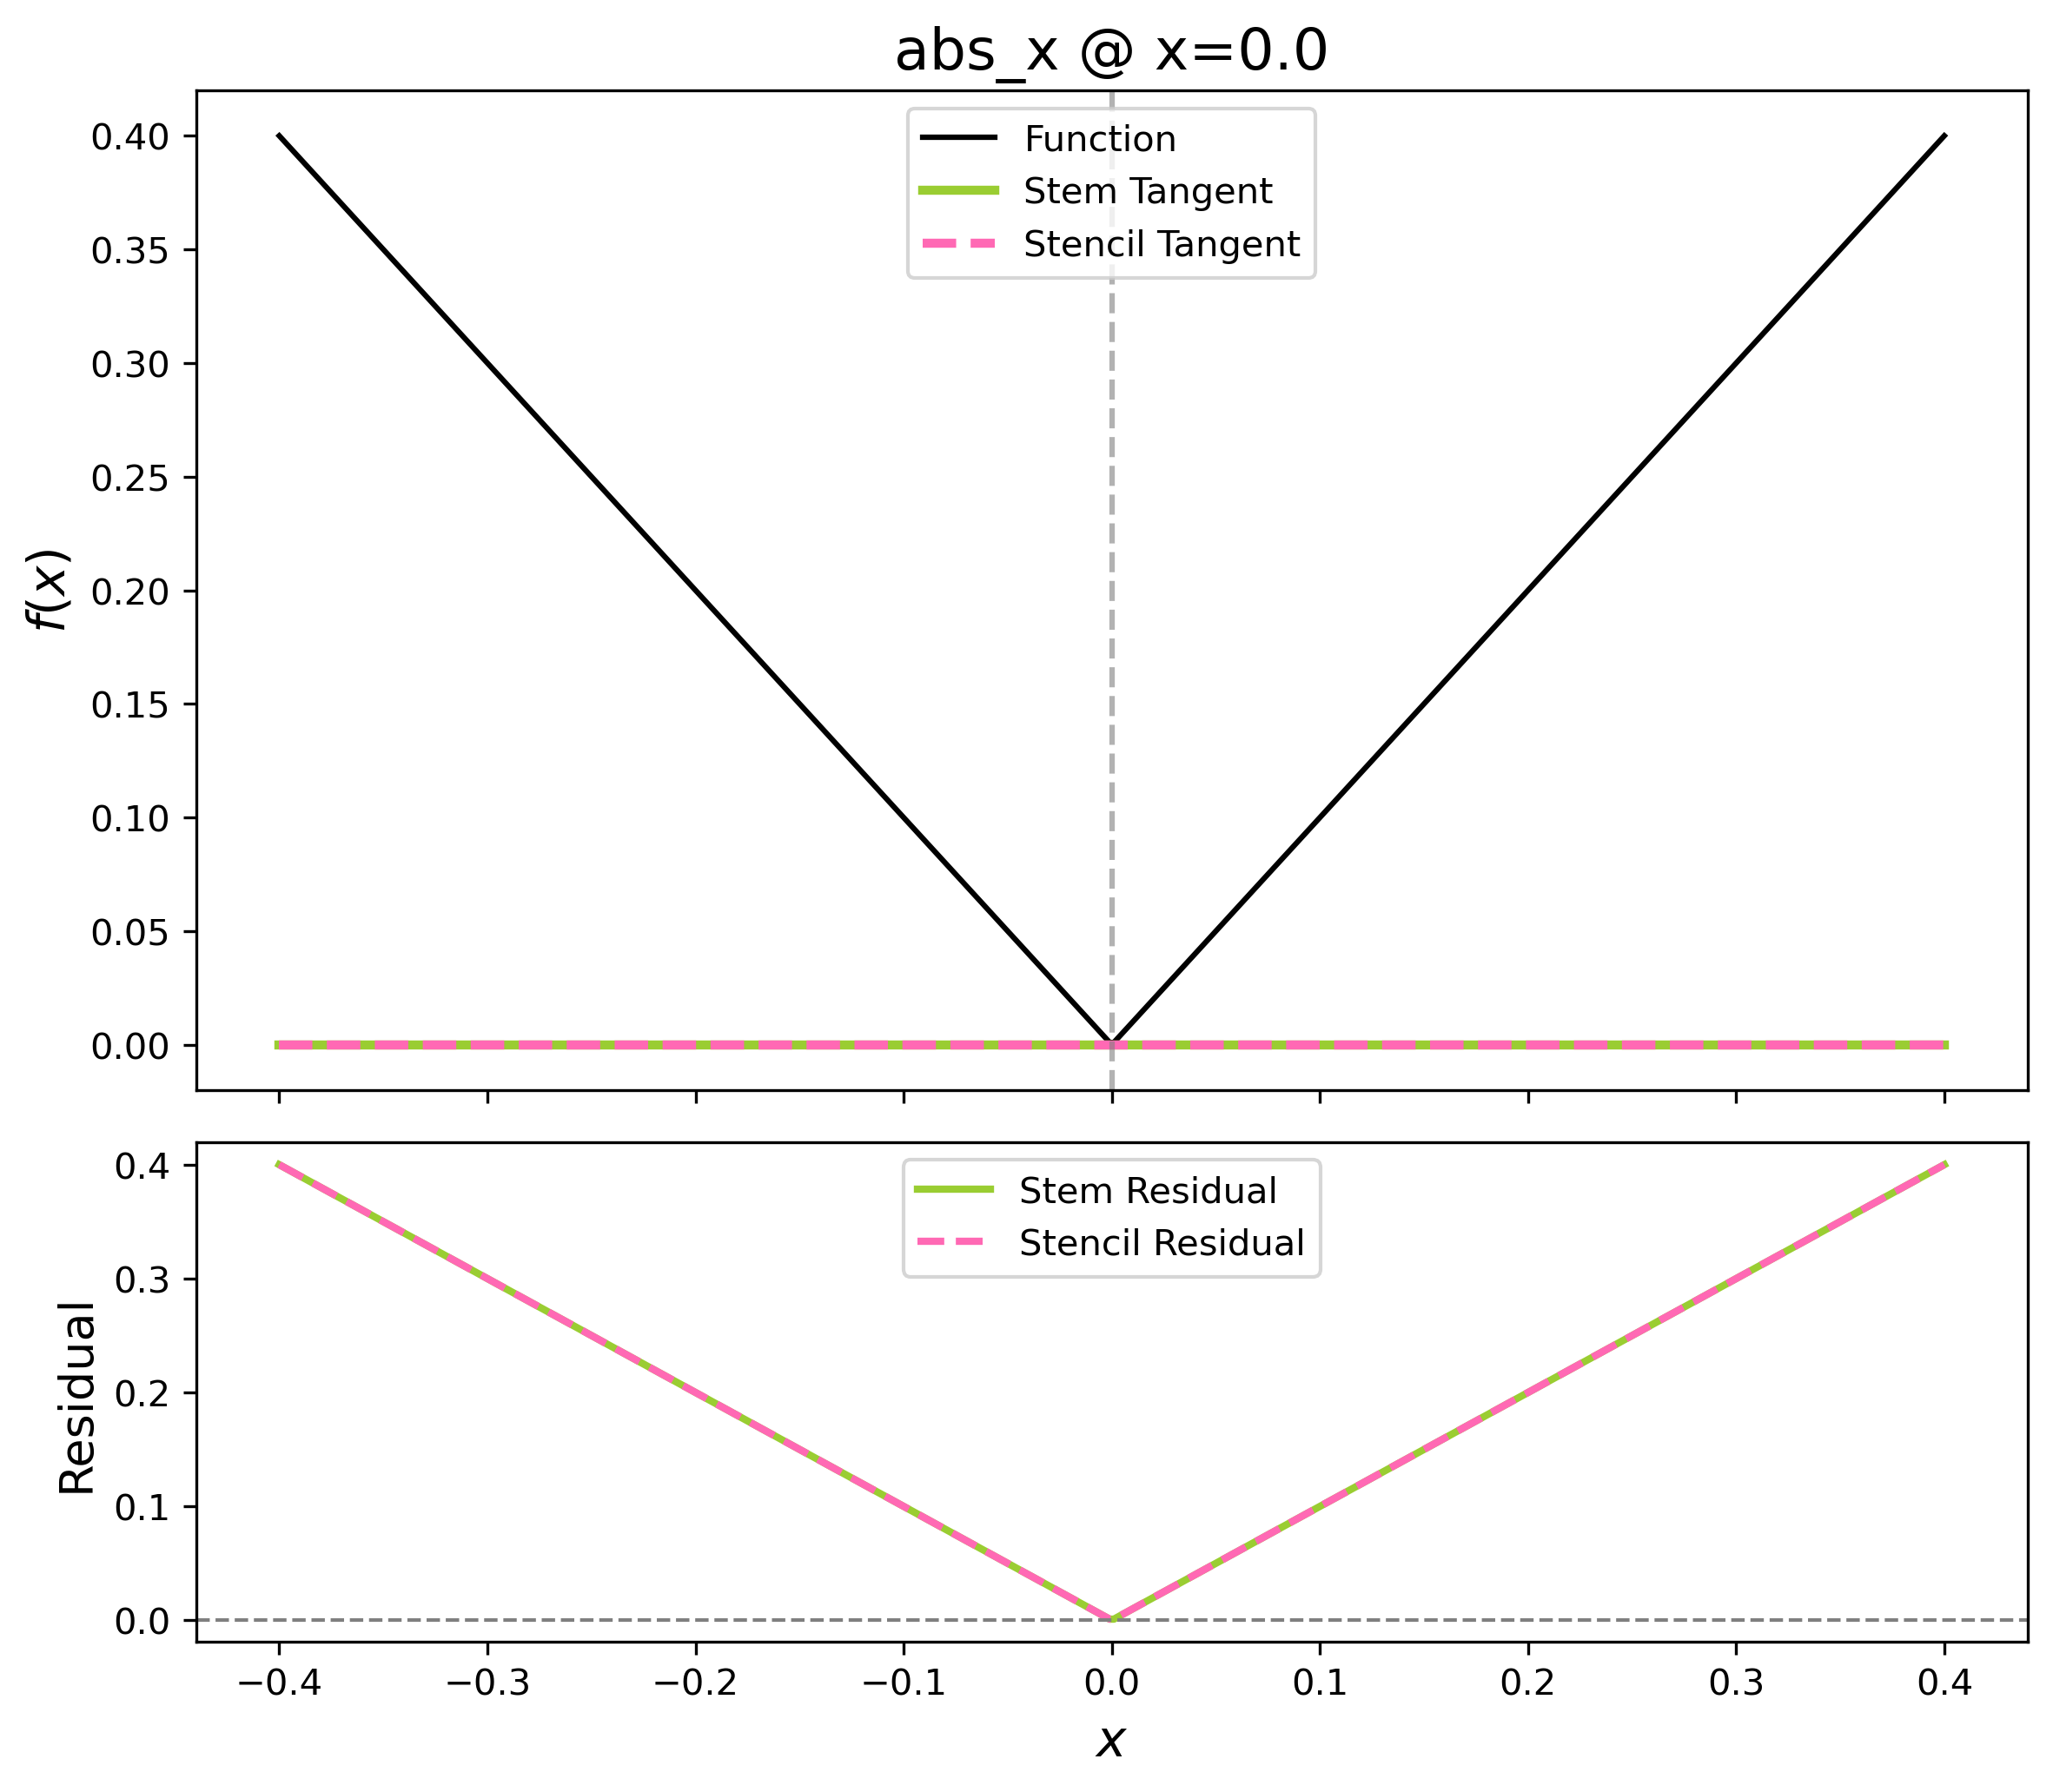 abs_x @ x=0.0
Function
Stem Tangent
Stencil Tangent
0.40
0.35
0.30
0.25
0.20
0.15
0.10
0.05
0.00
f(x)
Stem Residual
Stencil Residual
0.4
0.3
0.2
0.1
0.0
Residual
−0.4 −0.3 −0.2 −0.1 0.0 0.1 0.2 0.3 0.4
x